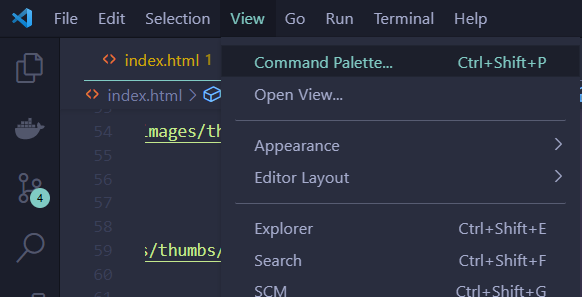 File Edit Selection View Go Run Terminal Help
index.html 1
Command Palette... Ctrl+Shift+P
index.html >
Open View...
54 images/th
55
Appearance
56
Editor Layout
57
4
58
Explorer Ctrl+Shift+E
59 s/thumbs/
Search Ctrl+Shift+F
60
SCM Ctrl+Shift+G